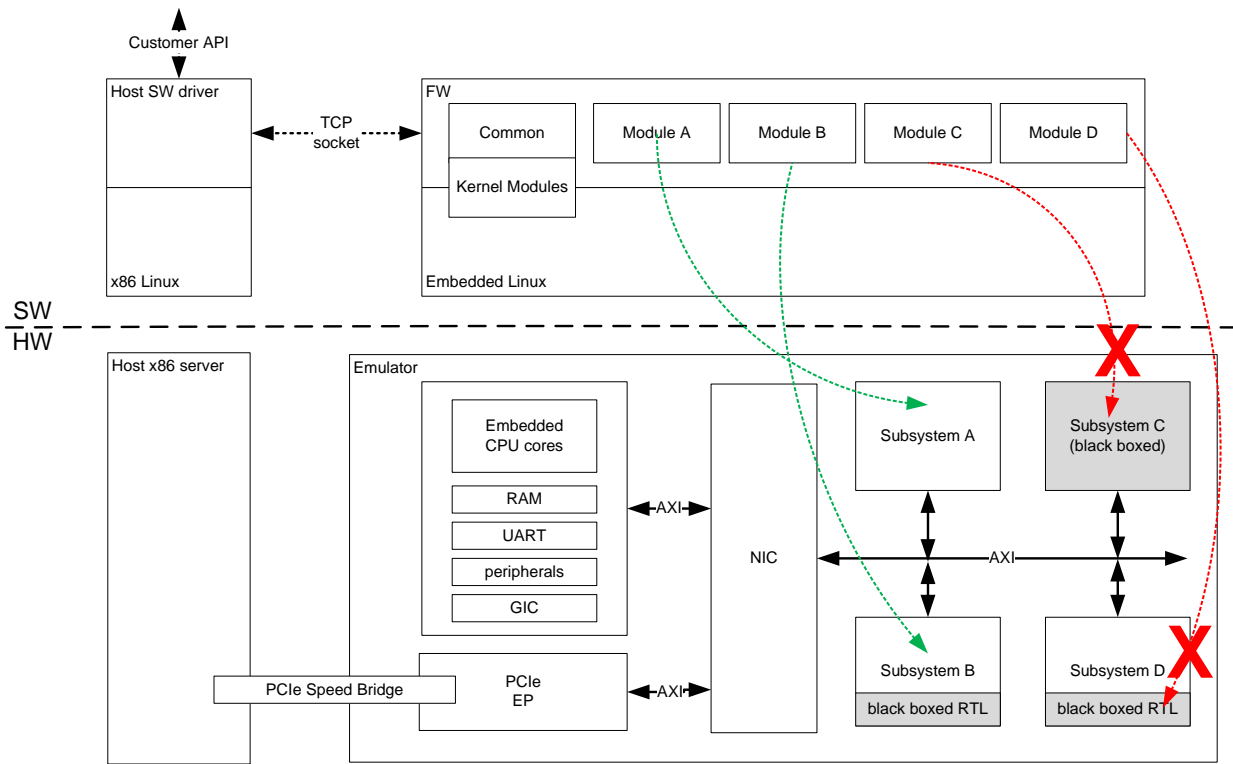 Customer API
Host SW driver
TCP
socket
x86 Linux
FW
Common
Kernel Modules
Module A
Module B
Module C
Module D
Embedded Linux
SW
HW
Host x86 server
Emulator
Embedded
CPU cores
RAM
UART
peripherals
GIC
AXI
NIC
Subsystem A
Subsystem C
(black boxed)
AXI
Subsystem B
black boxed RTL
Subsystem D
black boxed RTL
PCIe Speed Bridge
PCIe
EP
AXI
X
X